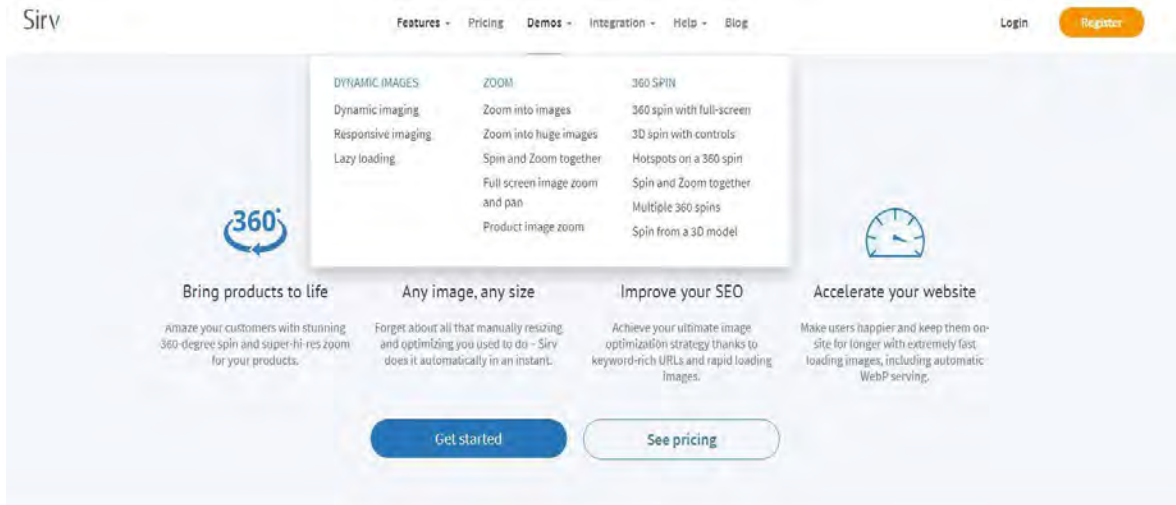 Sirv
Features Pricing Demos Integration Help Blog
Login
Register
DYNAMIC IMAGES
Dynamic imaging
Responsive imaging
Lazy loading
ZOOM
Zoom into images
Zoom into huge images
Spin and Zoom together
Full screen image zoom
and pan
Product image zoom
360 SPIN
360 spin with full-screen
3D spin with controls
Hotspots on a 360 spin
Spin and Zoom together
Multiple 360 spins
Spin from a 3D model
360°
Bring products to life
Amaze your customers with stunning
360-degree spin and super-hi-res zoom
for your products.
Any image, any size
Forget about all that manually resizing
and optimizing you used to do – Sirv
does it automatically in an instant.
Improve your SEO
Achieve your ultimate image
optimization strategy thanks to
keyword-rich URLs and rapid loading
images.
Accelerate your website
Make users happier and keep them on-
site for longer with extremely fast
loading images, including automatic
WebP serving.
Get started
See pricing